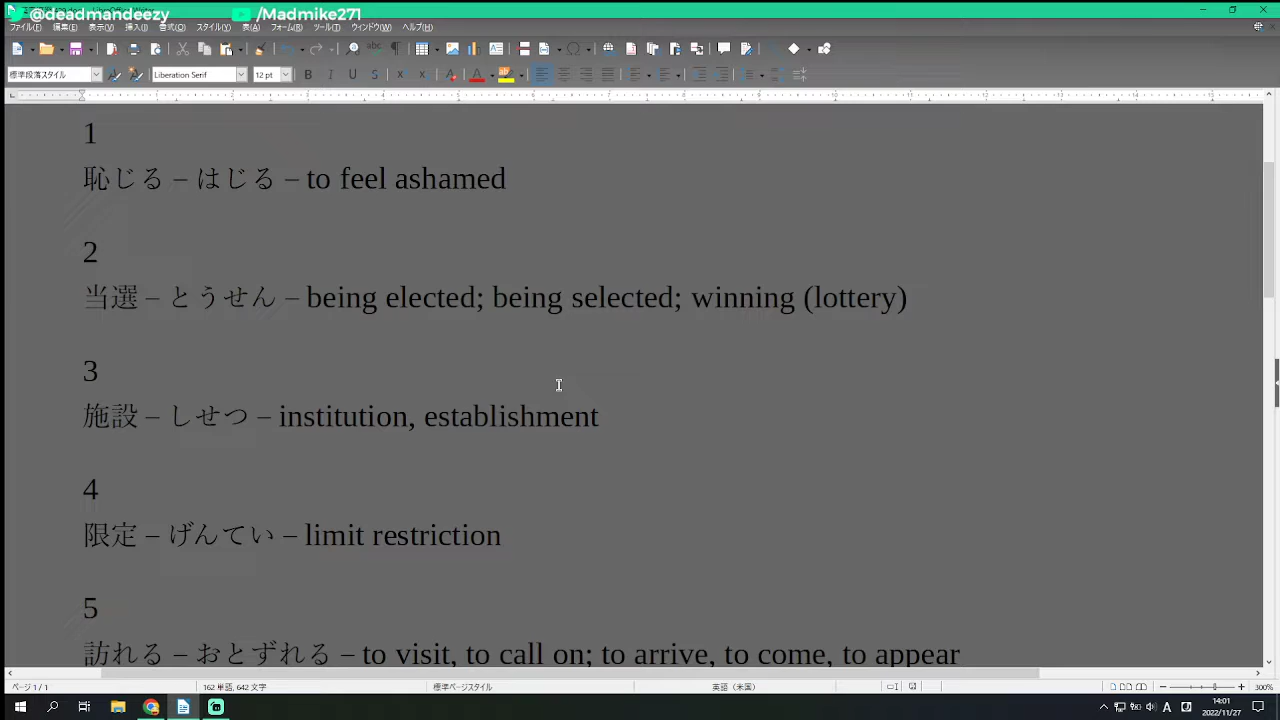 @deadmandeezy /Madmike271
ファイル(F) 編集(E) 表示(V) 挿入(I) 書式(O) スタイル(Y) 表(A) フォーム(R) ツール(T) ウィンドウ(W) ヘルプ(H)
標準段落スタイル Liberation Serif 12 pt
1
恥じる – はじる – to feel ashamed
2
当選 – とうせん – being elected; being selected; winning (lottery)
3
施設 – しせつ – institution, establishment
4
限定 – げんてい – limit restriction
5
訪れる – おとずれる – to visit, to call on; to arrive, to come, to appear
ページ 1 / 1 162 単語, 642 文字 標準ページスタイル 英語 (米国) 300%
14:01
2022/11/27